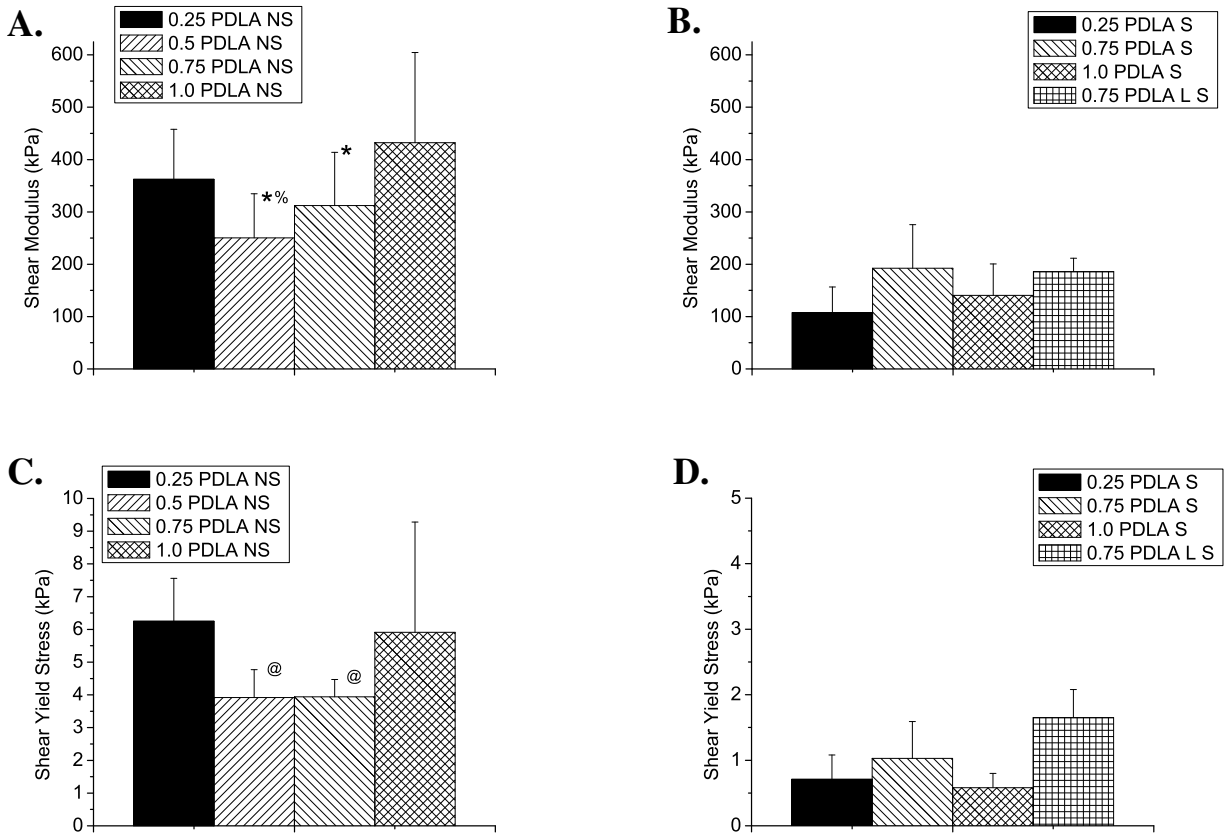 A.
0.25 PDLA NS
0.5 PDLA NS
0.75 PDLA NS
1.0 PDLA NS
Shear Modulus (kPa)
600
500
400
300
200
100
0
*%
*
B.
0.25 PDLA S
0.75 PDLA S
1.0 PDLA S
0.75 PDLA L S
Shear Modulus (kPa)
600
500
400
300
200
100
0
C.
0.25 PDLA NS
0.5 PDLA NS
0.75 PDLA NS
1.0 PDLA NS
Shear Yield Stress (kPa)
10
9
8
7
6
5
4
3
2
1
0
@
@
D.
0.25 PDLA S
0.75 PDLA S
1.0 PDLA S
0.75 PDLA L S
Shear Yield Stress (kPa)
5
4
3
2
1
0